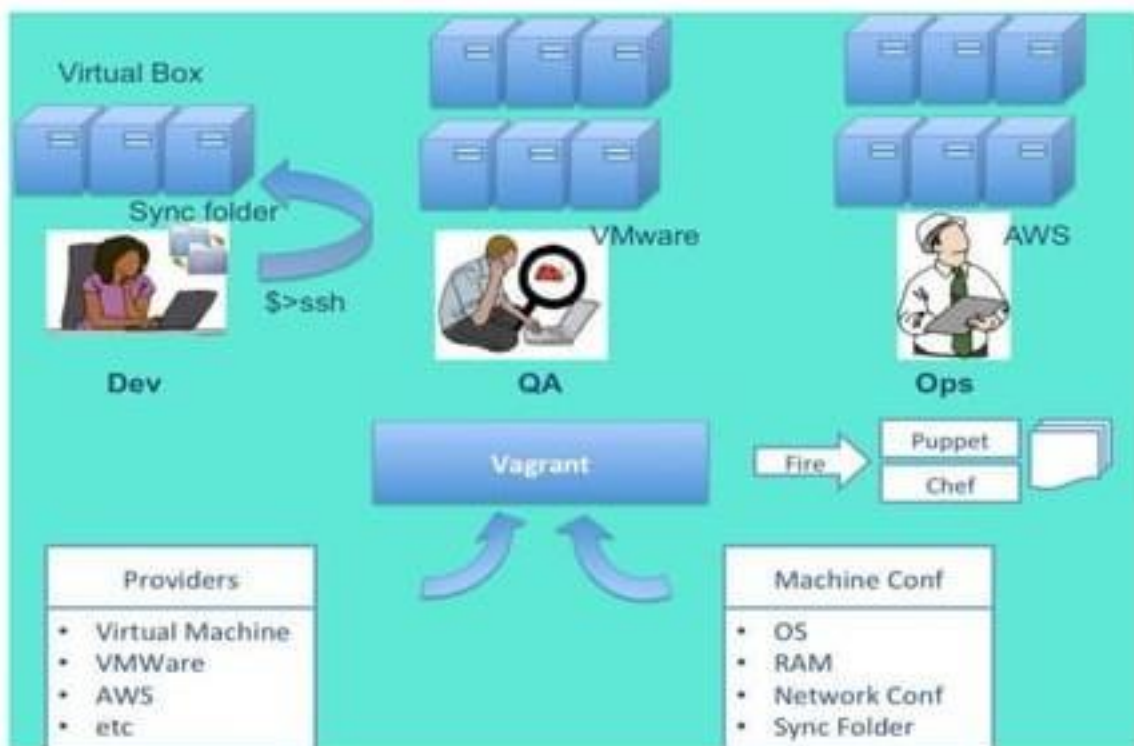 Virtual Box
Sync folder
$>ssh
VMware
AWS
Dev
QA
Ops
Vagrant
Fire
Puppet
Chef
Providers
• Virtual Machine
• VMWare
• AWS
• etc
Machine Conf
• OS
• RAM
• Network Conf
• Sync Folder